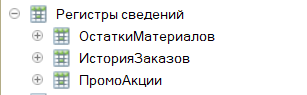 Регистры сведений
ОстаткиМатериалов
ИсторияЗаказов
ПромоАкции